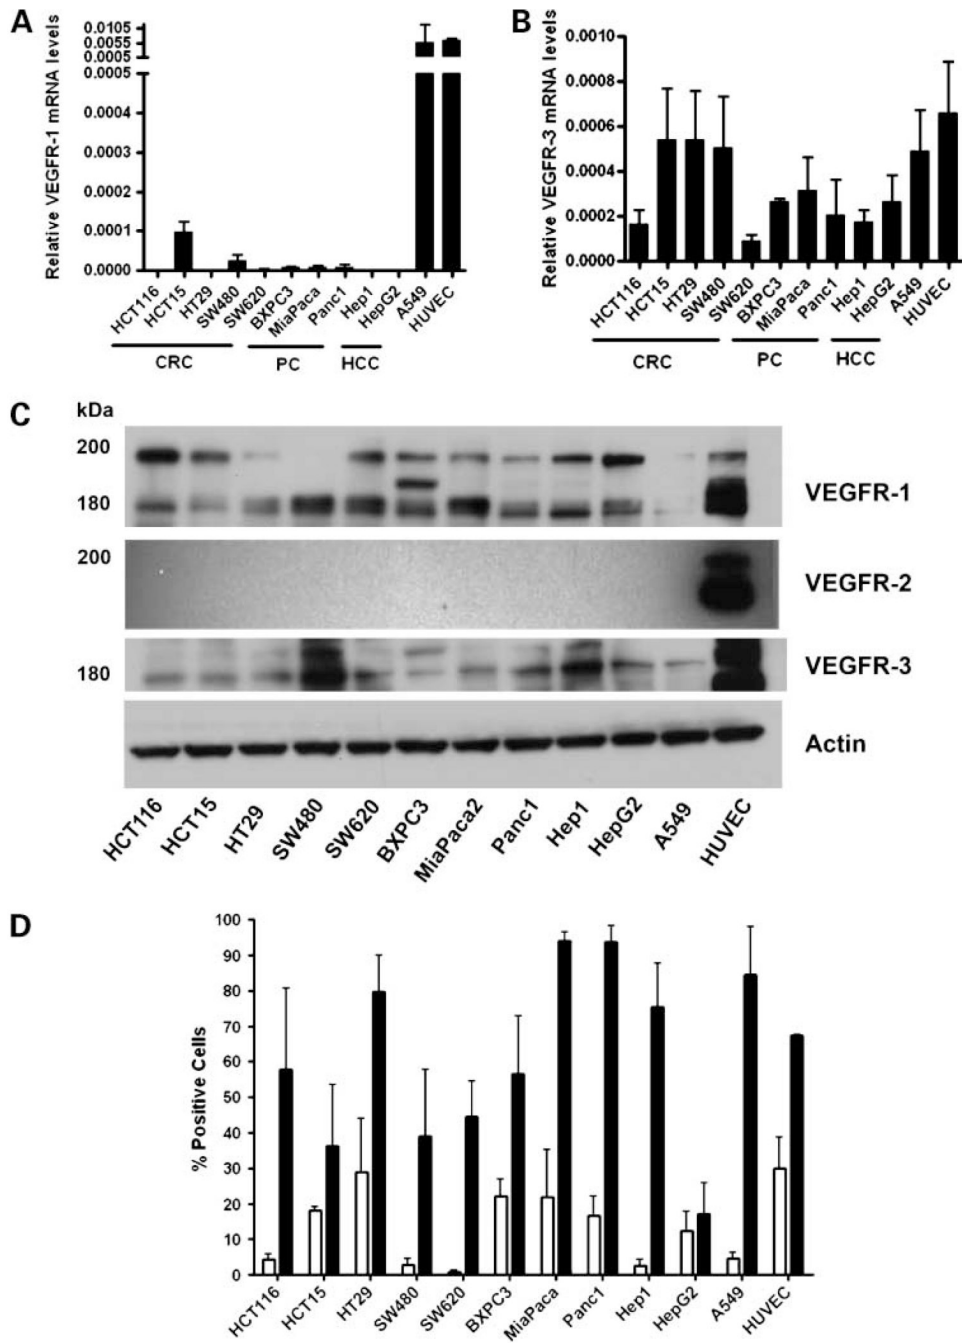 A
Relative VEGFR-1 mRNA levels
0.0105
0.0055
0.0005
0.0005
0.0004
0.0003
0.0002
0.0001
0.0000
HCT116
HCT15
HT29
SW480
SW620
BXPC3
MiaPaca
Panc1
Hep1
HepG2
A549
HUVEC
CRC
PC
HCC
B
Relative VEGFR-3 mRNA levels
0.0010
0.0008
0.0006
0.0004
0.0002
0.0000
HCT116
HCT15
HT29
SW480
SW620
BXPC3
MiaPaca
Panc1
Hep1
HepG2
A549
HUVEC
CRC
PC
HCC
C
kDa
200
180
VEGFR-1
200
VEGFR-2
180
VEGFR-3
Actin
HCT116
HCT15
HT29
SW480
SW620
BXPC3
MiaPaca2
Panc1
Hep1
HepG2
A549
HUVEC
D
% Positive Cells
100
90
80
70
60
50
40
30
20
10
0
HCT116
HCT15
HT29
SW480
SW620
BXPC3
MiaPaca
Panc1
Hep1
HepG2
A549
HUVEC